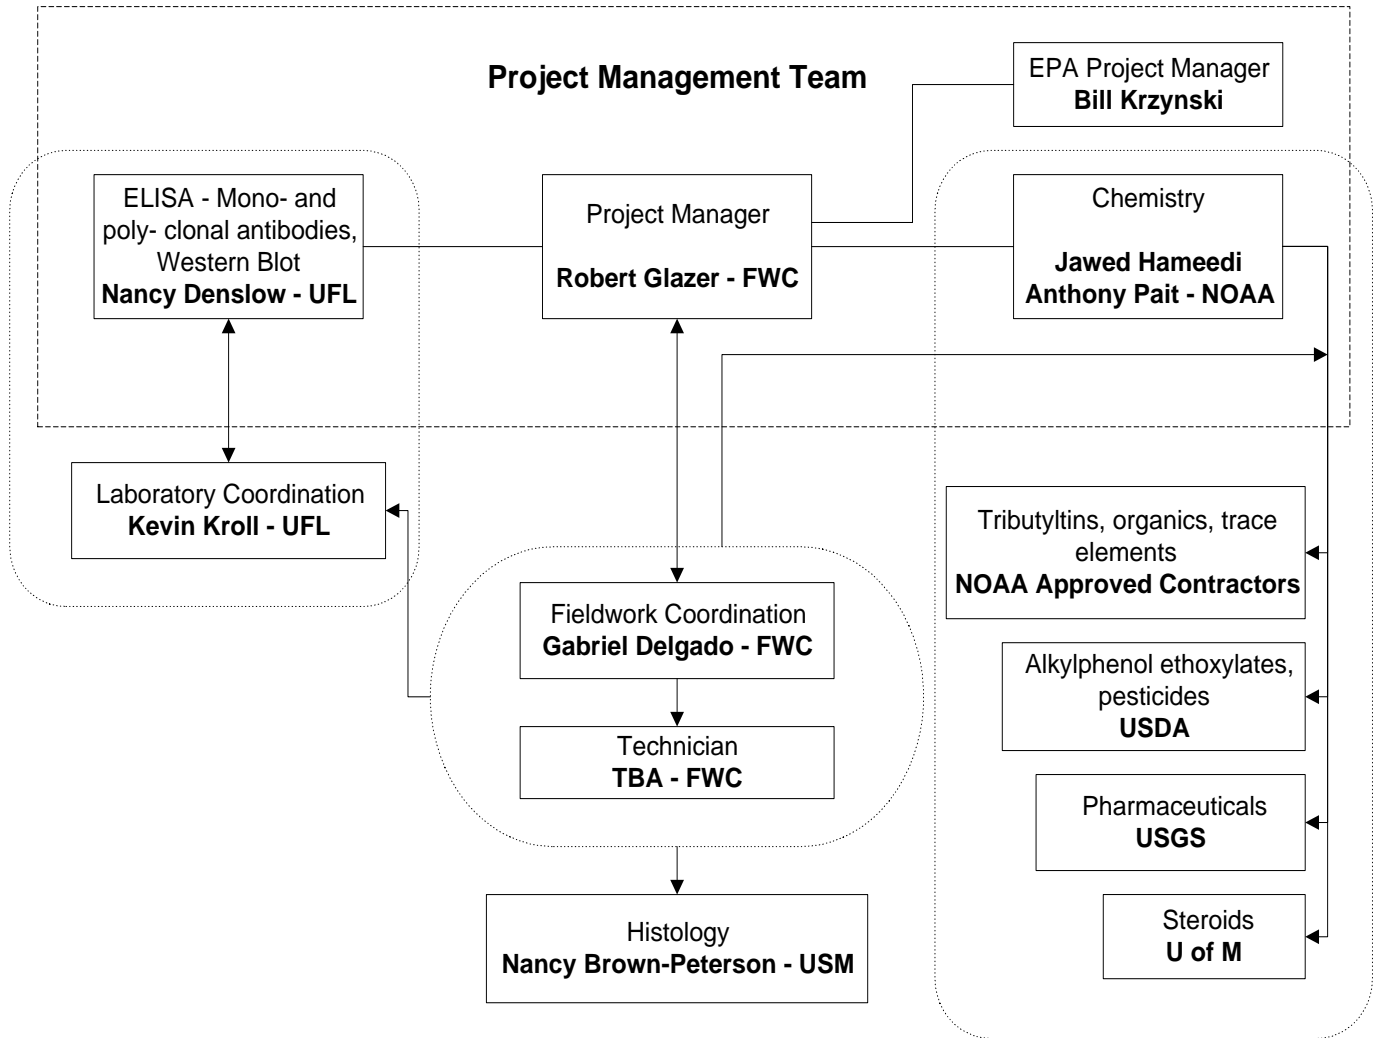 Project Management Team
EPA Project Manager
Bill Krzynski
ELISA - Mono- and
poly- clonal antibodies,
Western Blot
Nancy Denslow - UFL
Project Manager
Robert Glazer - FWC
Chemistry
Jawed Hameedi
Anthony Pait - NOAA
Laboratory Coordination
Kevin Kroll - UFL
Tributyltins, organics, trace
elements
NOAA Approved Contractors
Fieldwork Coordination
Gabriel Delgado - FWC
Alkylphenol ethoxylates,
pesticides
USDA
Technician
TBA - FWC
Pharmaceuticals
USGS
Histology
Nancy Brown-Peterson - USM
Steroids
U of M